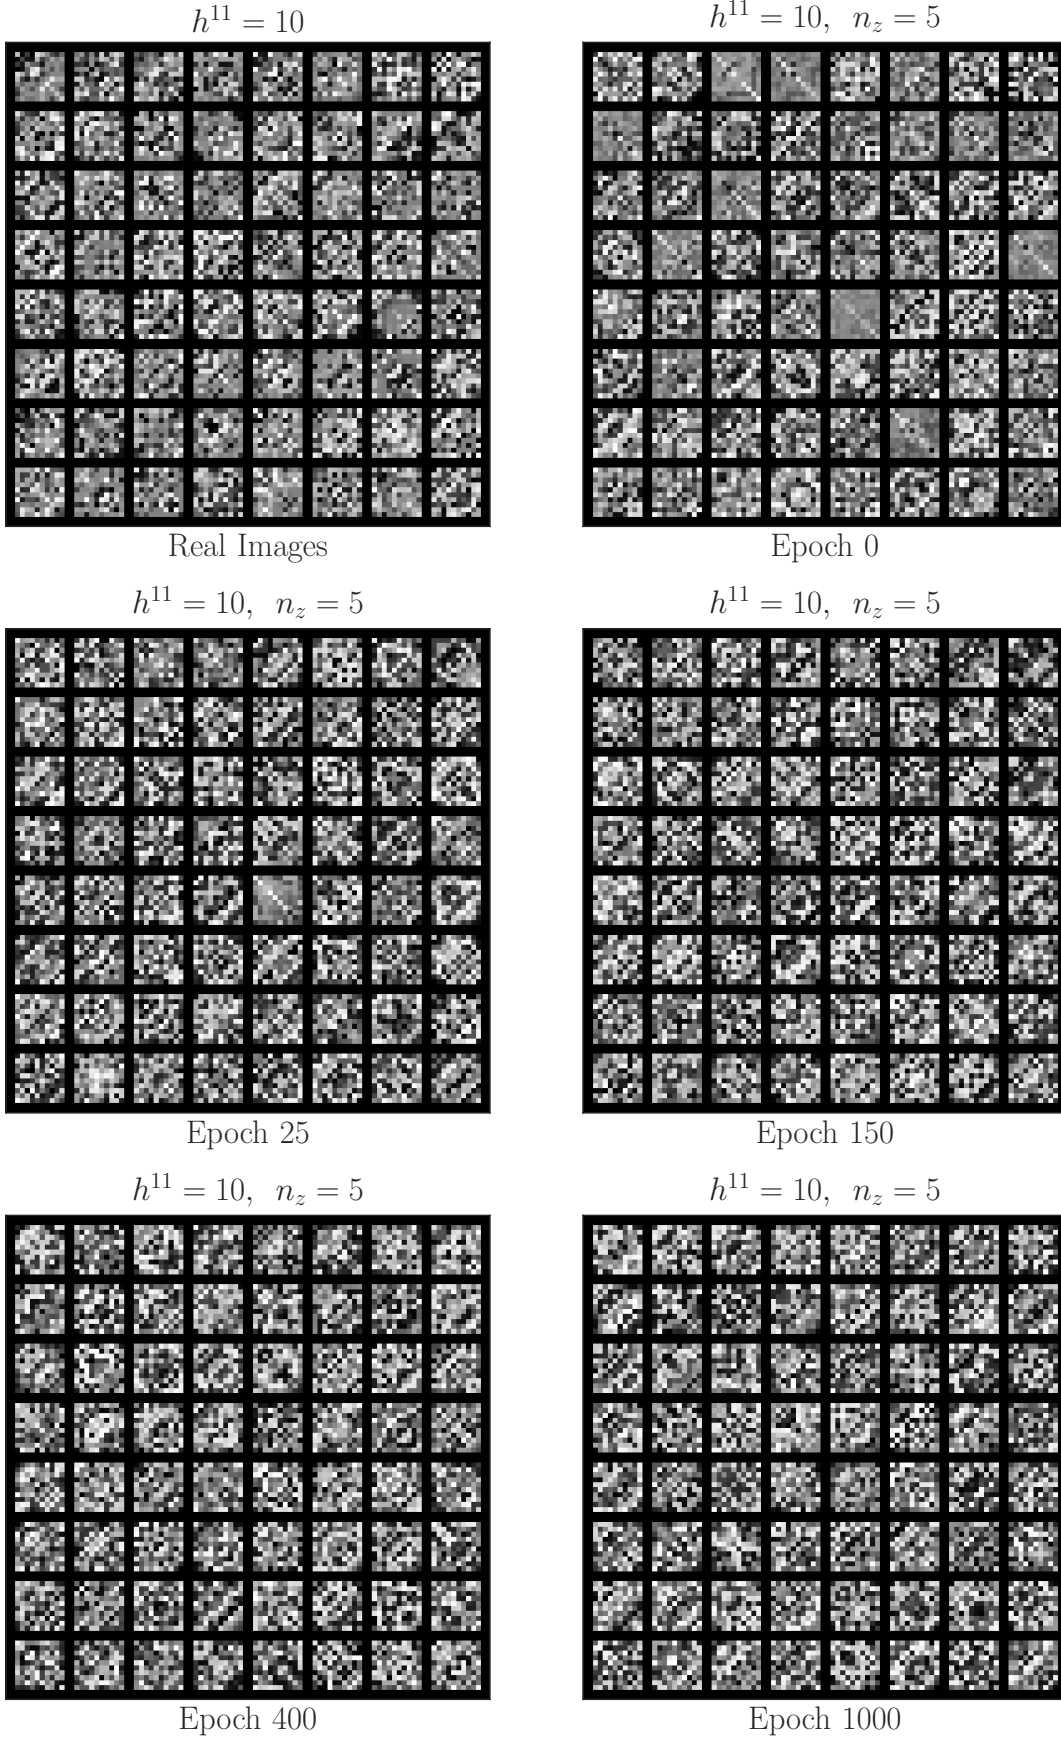 $h^{11} = 10$
$h^{11} = 10, \; n_z = 5$
Real Images
Epoch 0
$h^{11} = 10, \; n_z = 5$
$h^{11} = 10, \; n_z = 5$
Epoch 25
Epoch 150
$h^{11} = 10, \; n_z = 5$
$h^{11} = 10, \; n_z = 5$
Epoch 400
Epoch 1000